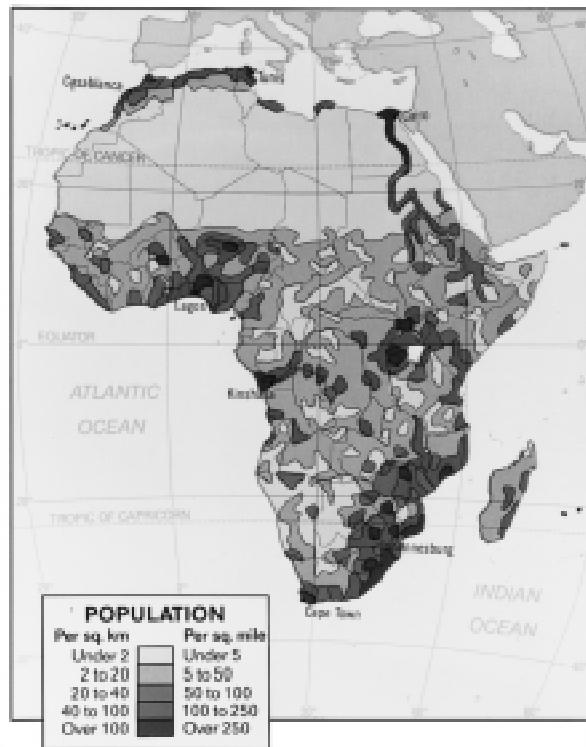 Casablanca
Tunis
Cairo
TROPIC OF CANCER
Lagos
EQUATOR
Kinshasa
ATLANTIC
OCEAN
TROPIC OF CAPRICORN
Johannesburg
INDIAN
OCEAN
Cape Town
POPULATION
Per sq. km Per sq. mile
Under 2 Under 5
2 to 20 5 to 50
20 to 40 50 to 100
40 to 100 100 to 250
Over 100 Over 250